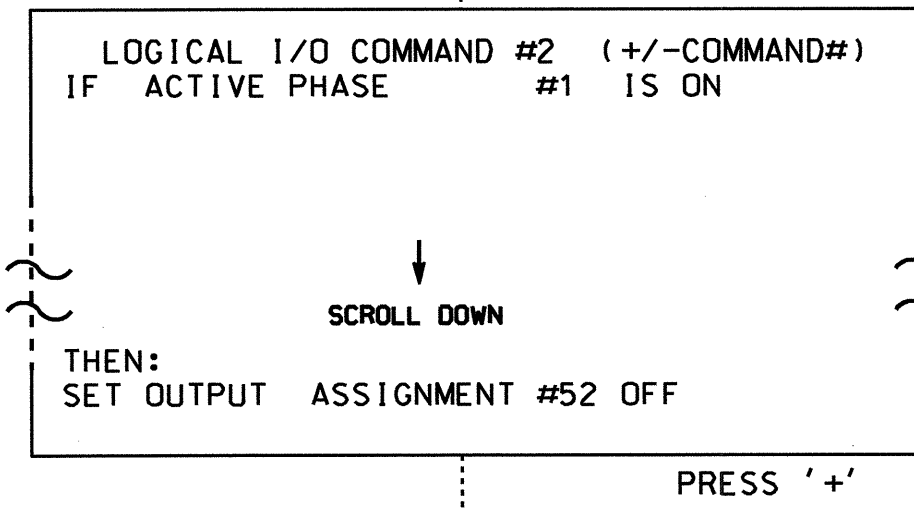 LOGICAL I/O COMMAND #2 (+/-COMMAND#)
IF ACTIVE PHASE #1 IS ON
SCROLL DOWN
THEN:
SET OUTPUT ASSIGNMENT #52 OFF
PRESS '+'